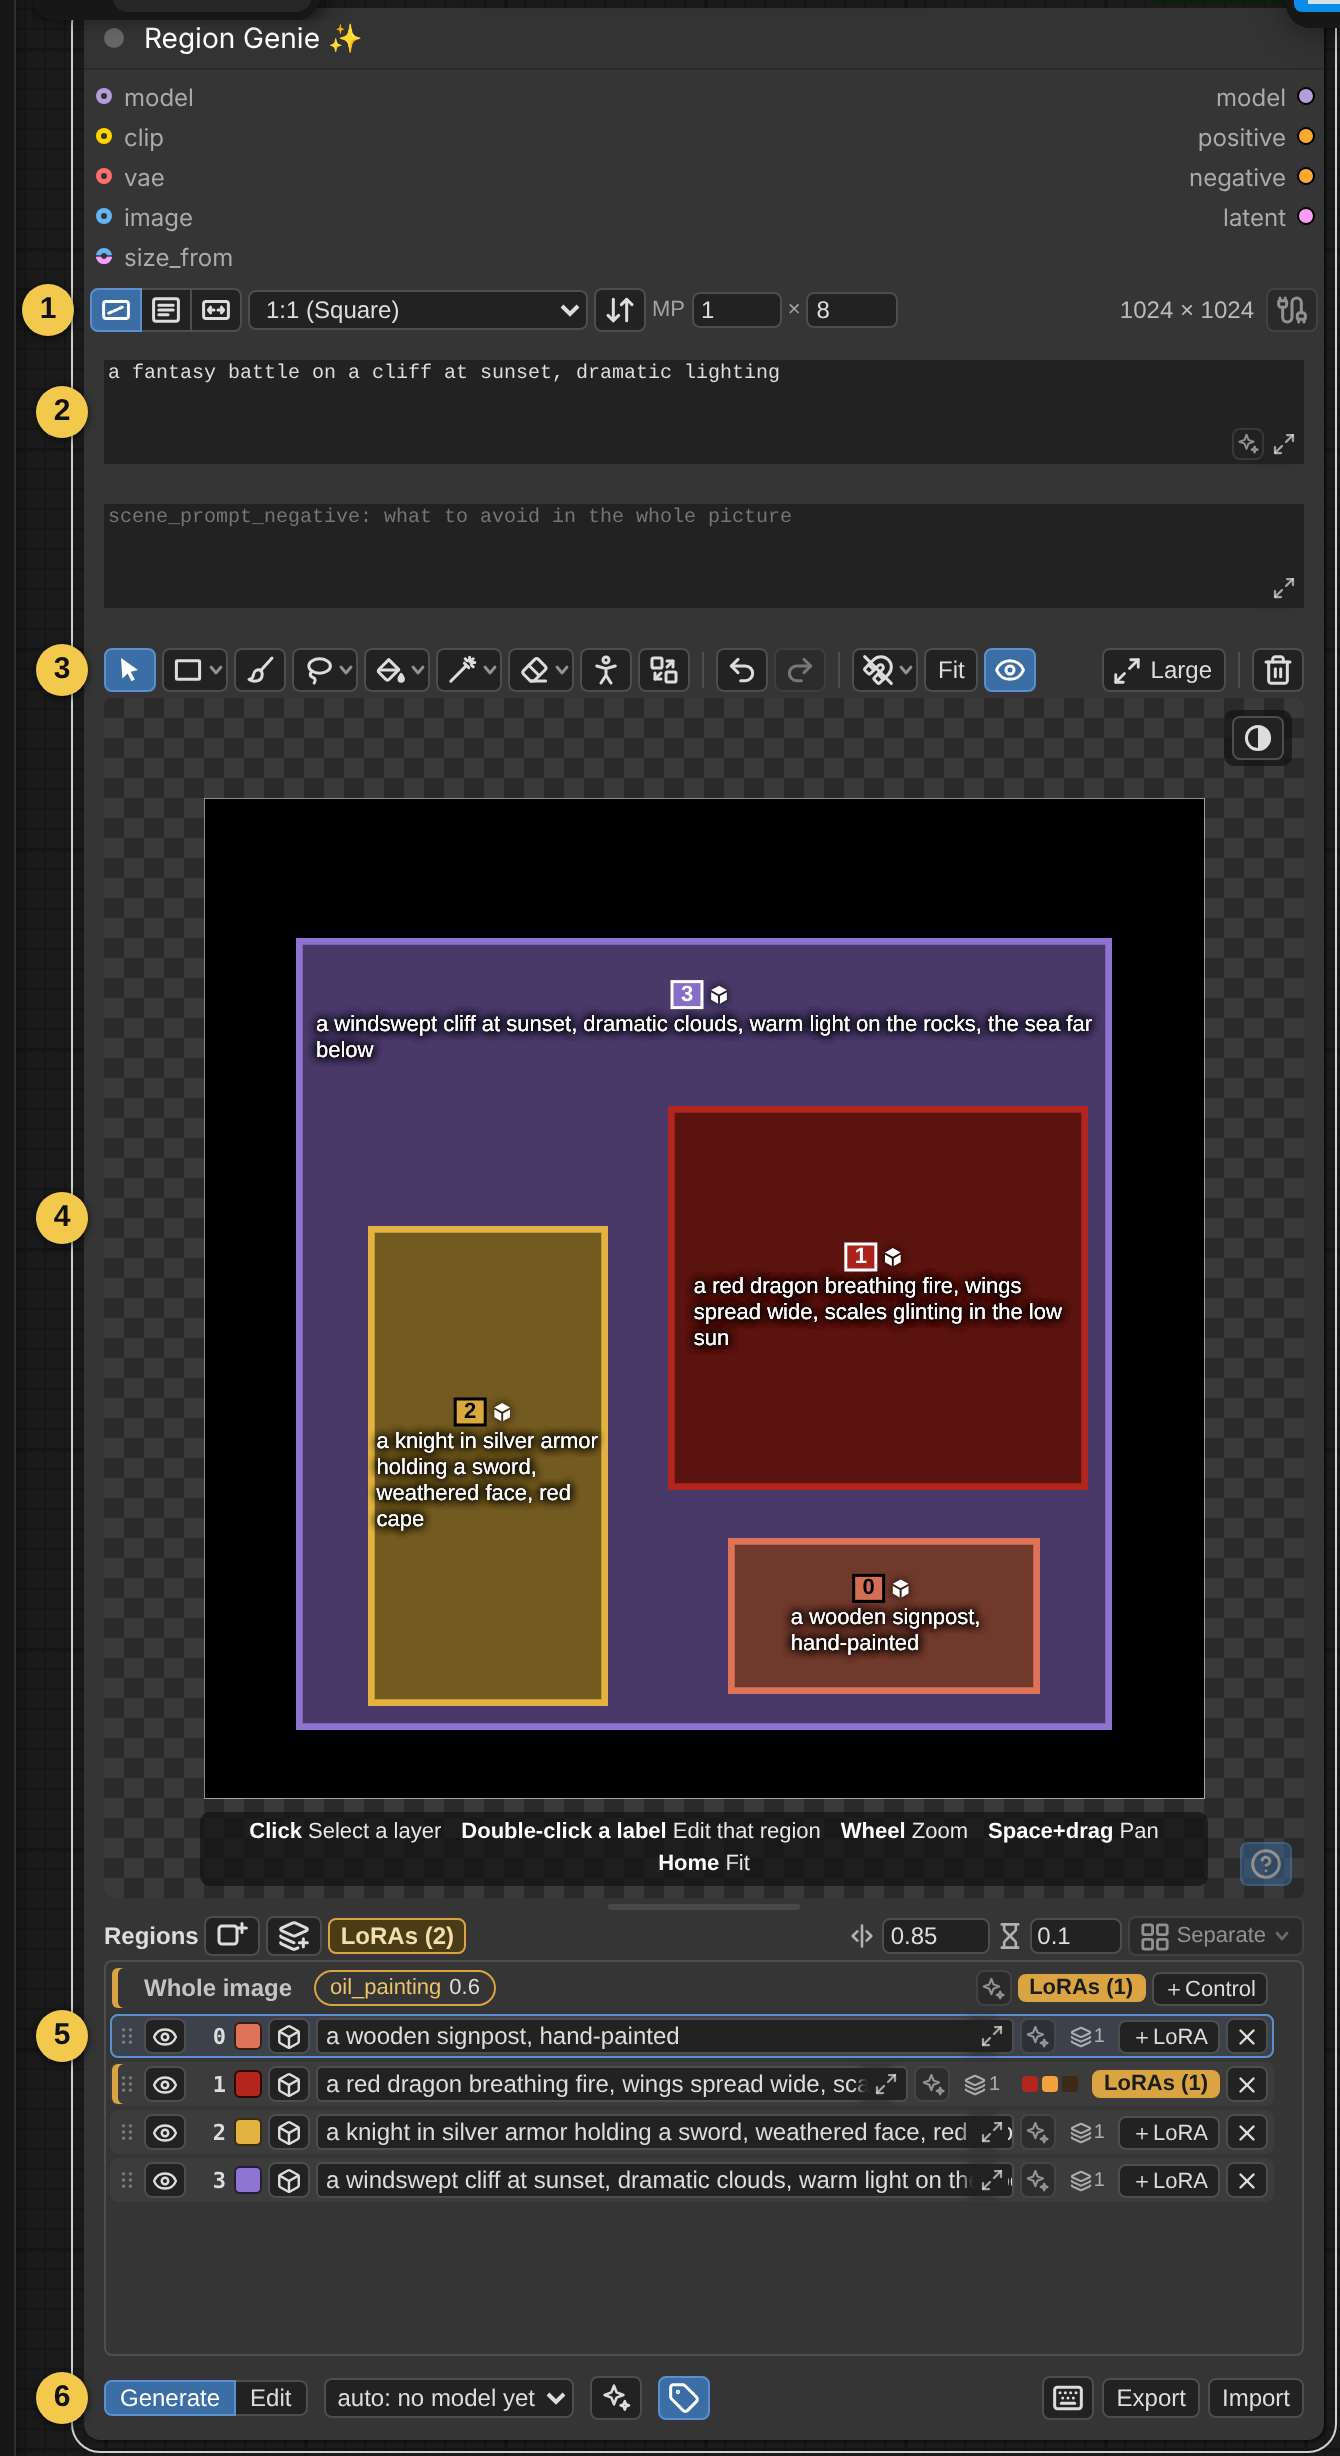 Region Genie ✨
model model
clip positive
vae negative
image latent
size_from
1 1:1 (Square) MP 1 × 8 1024 × 1024
2 a fantasy battle on a cliff at sunset, dramatic lighting
scene_prompt_negative: what to avoid in the whole picture
3 Fit Large
3
a windswept cliff at sunset, dramatic clouds, warm light on the rocks, the sea far
below
4
1
a red dragon breathing fire, wings
spread wide, scales glinting in the low
sun
2
a knight in silver armor
holding a sword,
weathered face, red
cape
0
a wooden signpost,
hand-painted
Click Select a layer Double-click a label Edit that region Wheel Zoom Space+drag Pan
Home Fit
Regions LoRAs (2) 0.85 0.1 Separate
Whole image oil_painting 0.6 LoRAs (1) +Control
5 0 a wooden signpost, hand-painted 1 +LoRA
1 a red dragon breathing fire, wings spread wide, sca 1 LoRAs (1)
2 a knight in silver armor holding a sword, weathered face, red 1 +LoRA
3 a windswept cliff at sunset, dramatic clouds, warm light on th 1 +LoRA
6 Generate Edit auto: no model yet Export Import